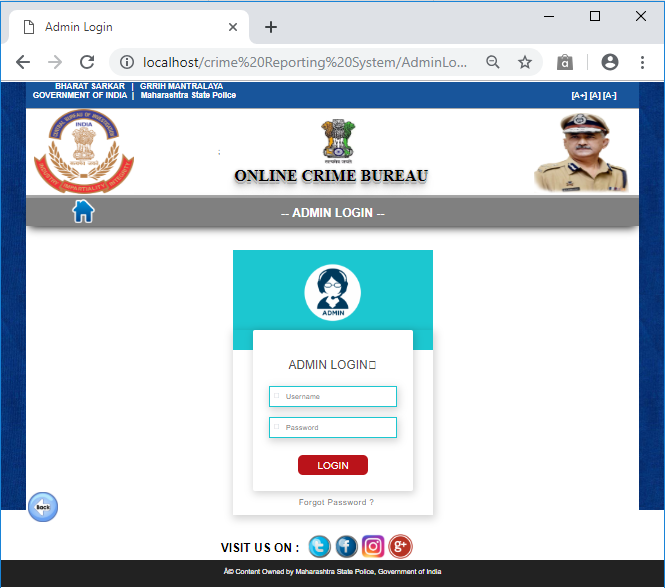 Admin Login
localhost/crime%20Reporting%20System/AdminLo...
BHARAT SARKAR | GRRIH MANTRALAYA
GOVERNMENT OF INDIA | Maharashtra State Police
[A+] [A] [A-]
CENTRAL BUREAU OF INVESTIGATION
INDIA
INDUSTRY IMPARTIALITY INTEGRITY
ONLINE CRIME BUREAU
-- ADMIN LOGIN --
ADMIN
ADMIN LOGIN
Username
Password
LOGIN
Forgot Password ?
Back
VISIT US ON :
g+
© Content Owned by Maharashtra State Police, Government of India